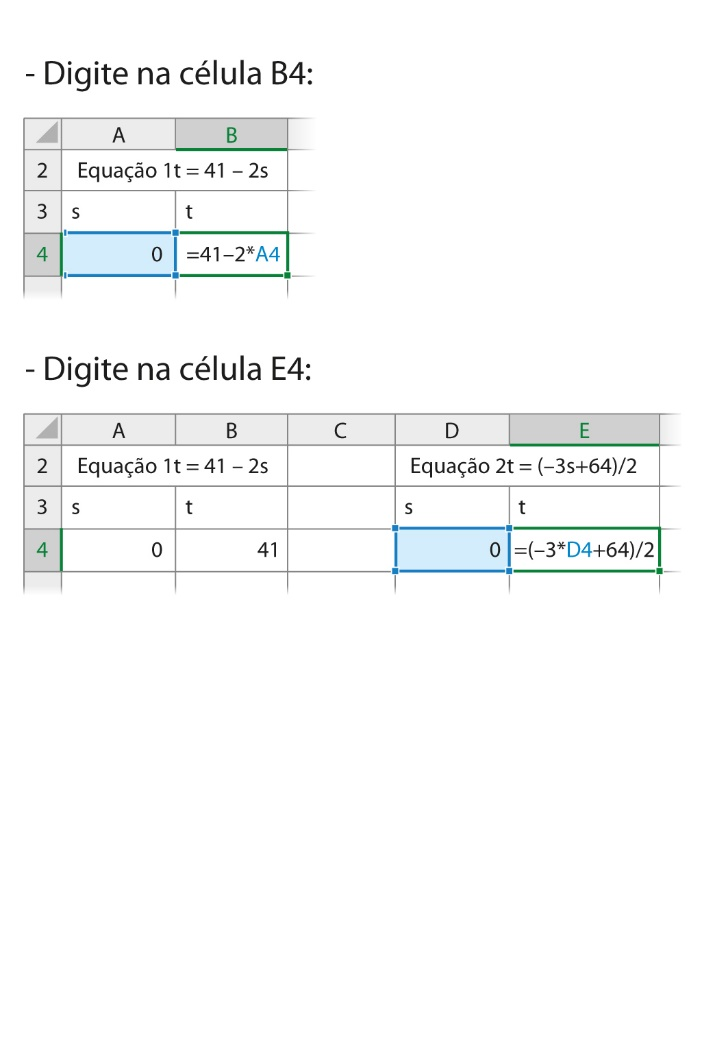 - Digite na célula B4:
A B
2 Equação 1t = 41 – 2s
3 s t
4 0 =41–2*A4
- Digite na célula E4:
A B C D E
2 Equação 1t = 41 – 2s Equação 2t = (–3s+64)/2
3 s t s t
4 0 41 0 =(–3*D4+64)/2